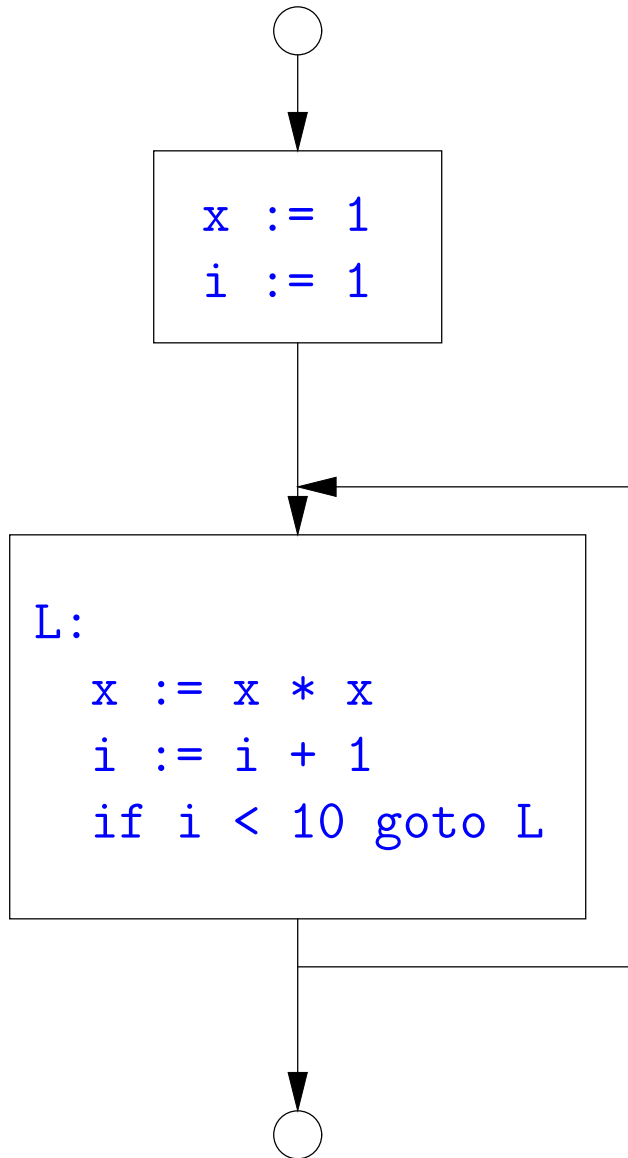 x := 1
i := 1
L:
x := x * x
i := i + 1
if i < 10 goto L